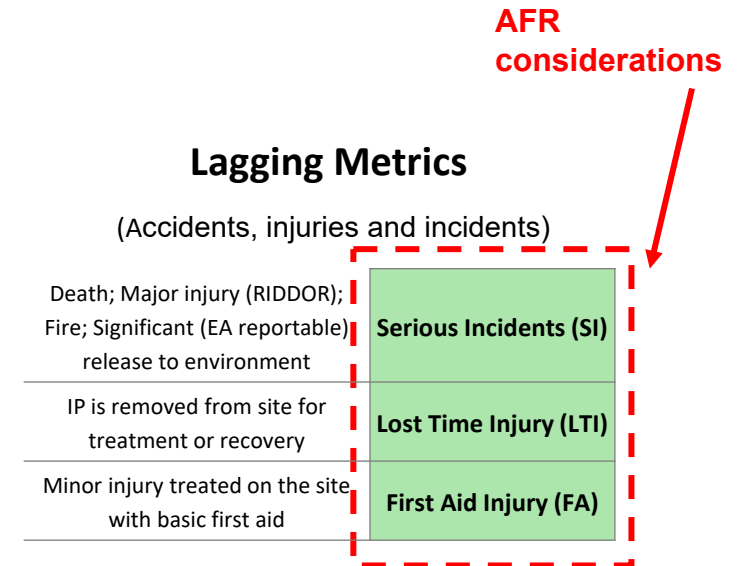 AFR
considerations
Lagging Metrics
(Accidents, injuries and incidents)
Death; Major injury (RIDDOR);
Fire; Significant (EA reportable)
release to environment
Serious Incidents (SI)
IP is removed from site for
treatment or recovery
Lost Time Injury (LTI)
Minor injury treated on the site
with basic first aid
First Aid Injury (FA)